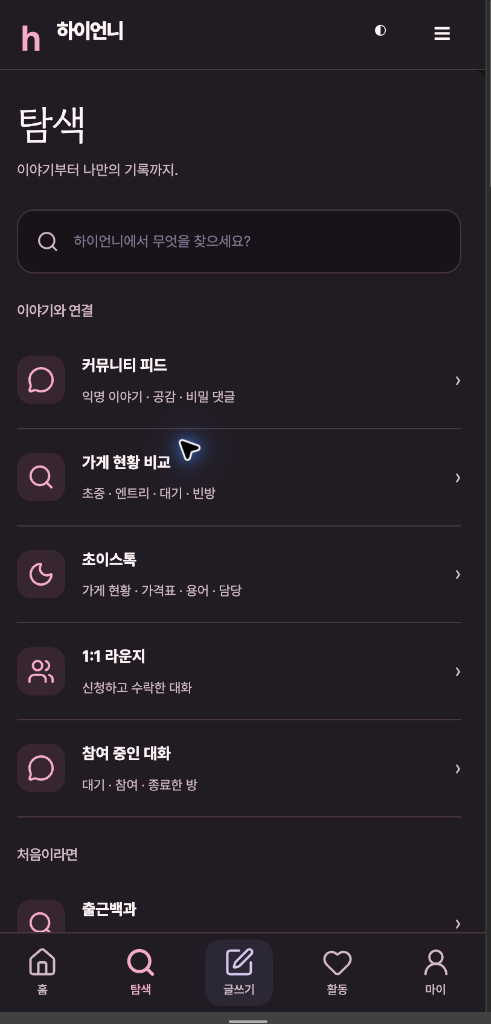 h 하이언니
탐색
이야기부터 나만의 기록까지.
하이언니에서 무엇을 찾으세요?
이야기와 연결
커뮤니티 피드
익명 이야기 · 공감 · 비밀 댓글
가게 현황 비교
초중 · 엔트리 · 대기 · 빈방
초이스톡
가게 현황 · 가격표 · 용어 · 담당
1:1 라운지
신청하고 수락한 대화
참여 중인 대화
대기 · 참여 · 종료한 방
처음이라면
출근백과
홈 탐색 글쓰기 활동 마이